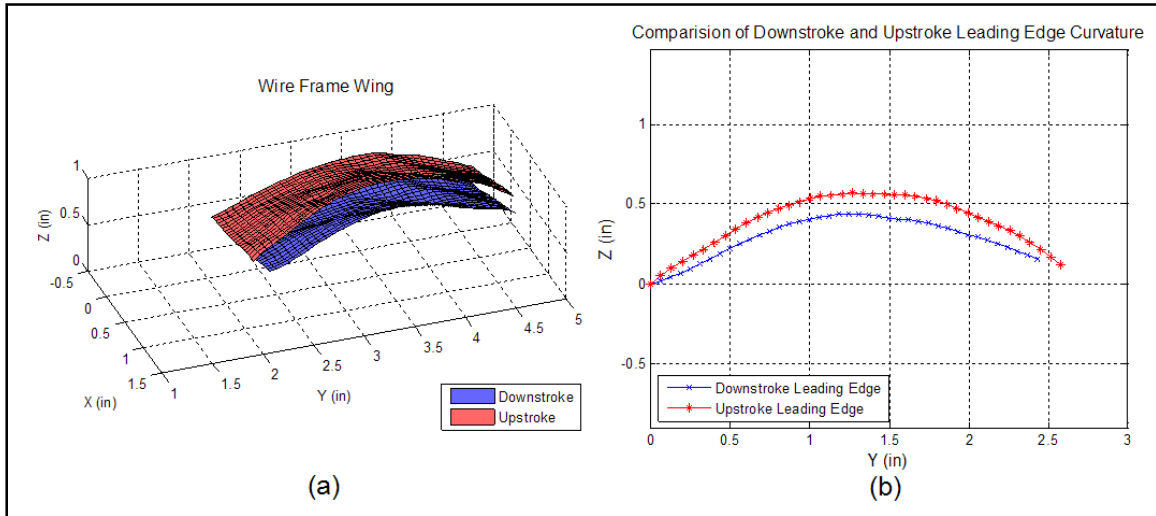 Wire Frame Wing
1
0.5
0
Z (in)
-0.5
0
0.5
1
1.5
X (in)
1
1.5
2
2.5
3
3.5
4
4.5
5
Y (in)
Downstroke
Upstroke
(a)
Comparision of Downstroke and Upstroke Leading Edge Curvature
1
0.5
0
-0.5
Z (in)
Downstroke Leading Edge
Upstroke Leading Edge
0
0.5
1
1.5
2
2.5
3
Y (in)
(b)